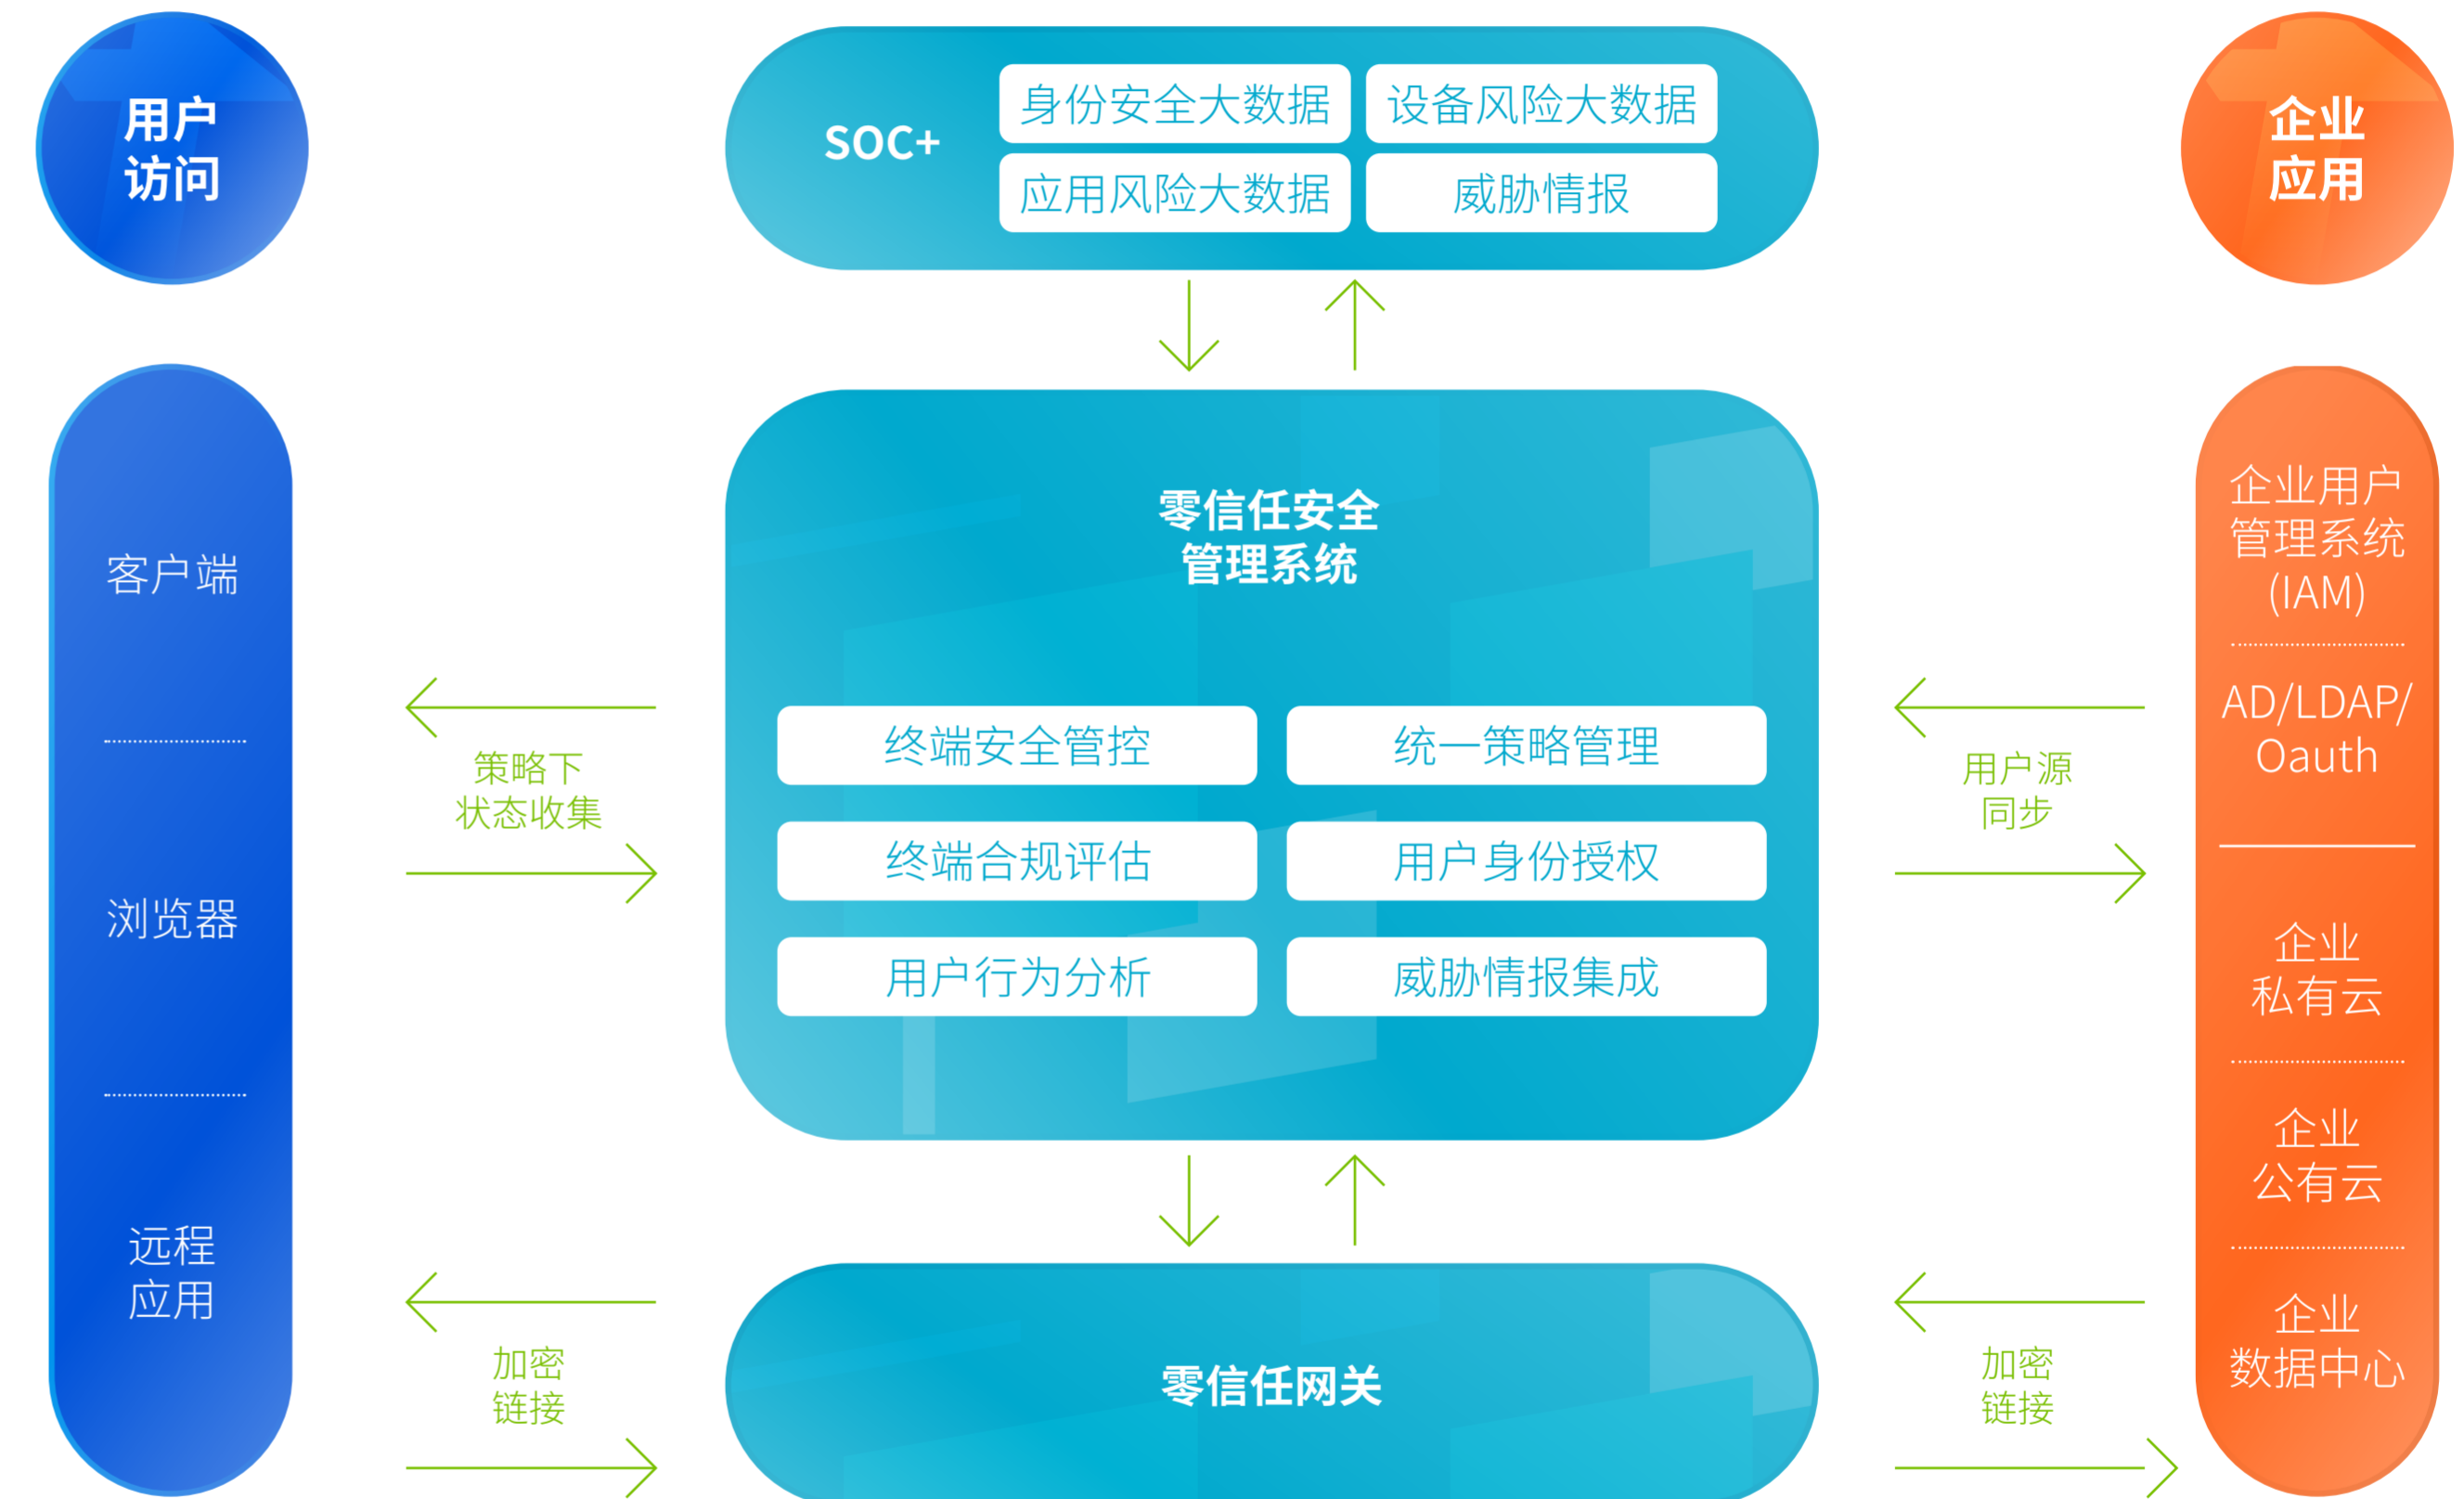 用户
访问
SOC+
身份安全大数据
设备风险大数据
应用风险大数据
威胁情报
企业
应用
客户端
浏览器
远程
应用
策略下
状态收集
加密
链接
零信任安全
管理系统
终端安全管控
统一策略管理
终端合规评估
用户身份授权
用户行为分析
威胁情报集成
零信任网关
用户源
同步
加密
链接
企业用户
管理系统
(IAM)
AD/LDAP/
Oauth
企业
私有云
企业
公有云
企业
数据中心